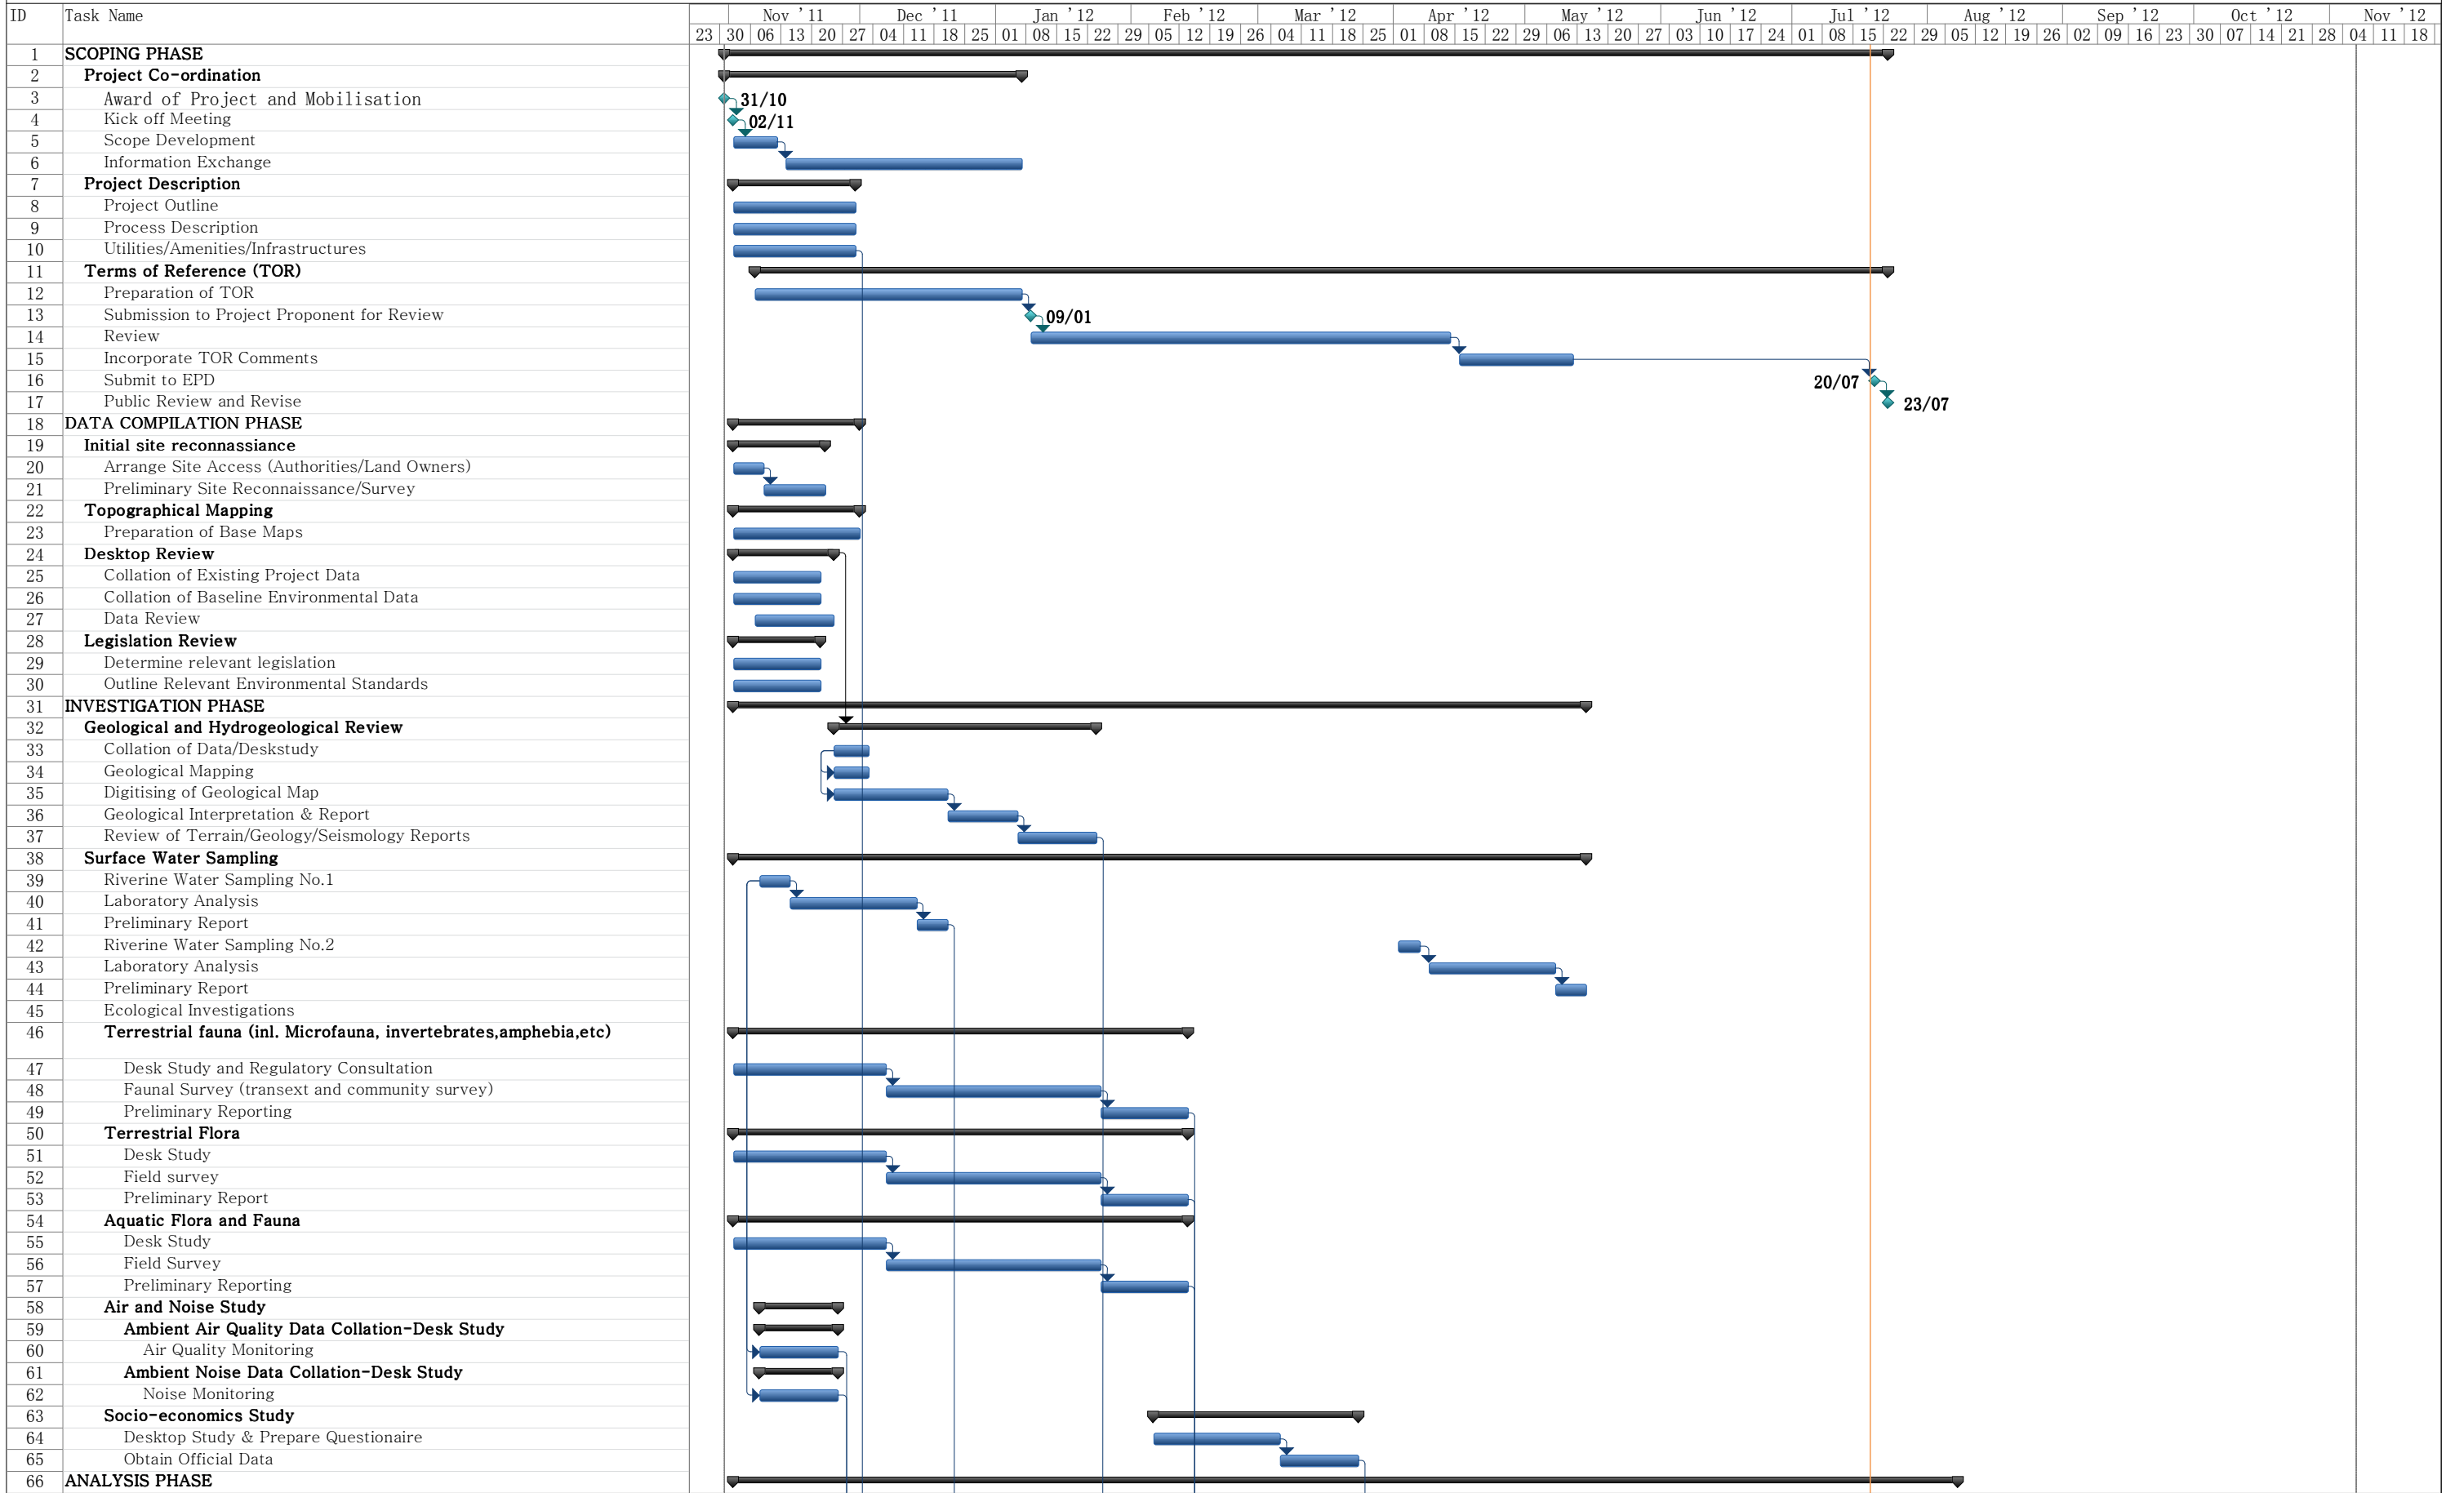 ID Task Name Nov '11 Dec '11 Jan '12 Feb '12 Mar '12 Apr '12 May '12 Jun '12 Jul '12 Aug '12 Sep '12 Oct '12 Nov '12
23 30 06 13 20 27 04 11 18 25 01 08 15 22 29 05 12 19 26 04 11 18 25 01 08 15 22 29 06 13 20 27 03 10 17 24 01 08 15 22 29 05 12 19 26 02 09 16 23 30 07 14 21 28 04 11 18
1 SCOPING PHASE
2 Project Co-ordination
3 Award of Project and Mobilisation 31/10
4 Kick off Meeting 02/11
5 Scope Development
6 Information Exchange
7 Project Description
8 Project Outline
9 Process Description
10 Utilities/Amenities/Infrastructures
11 Terms of Reference (TOR)
12 Preparation of TOR
13 Submission to Project Proponent for Review 09/01
14 Review
15 Incorporate TOR Comments
16 Submit to EPD 20/07
17 Public Review and Revise 23/07
18 DATA COMPILATION PHASE
19 Initial site reconnassiance
20 Arrange Site Access (Authorities/Land Owners)
21 Preliminary Site Reconnaissance/Survey
22 Topographical Mapping
23 Preparation of Base Maps
24 Desktop Review
25 Collation of Existing Project Data
26 Collation of Baseline Environmental Data
27 Data Review
28 Legislation Review
29 Determine relevant legislation
30 Outline Relevant Environmental Standards
31 INVESTIGATION PHASE
32 Geological and Hydrogeological Review
33 Collation of Data/Deskstudy
34 Geological Mapping
35 Digitising of Geological Map
36 Geological Interpretation & Report
37 Review of Terrain/Geology/Seismology Reports
38 Surface Water Sampling
39 Riverine Water Sampling No.1
40 Laboratory Analysis
41 Preliminary Report
42 Riverine Water Sampling No.2
43 Laboratory Analysis
44 Preliminary Report
45 Ecological Investigations
46 Terrestrial fauna (inl. Microfauna, invertebrates,amphebia,etc)
47 Desk Study and Regulatory Consultation
48 Faunal Survey (transext and community survey)
49 Preliminary Reporting
50 Terrestrial Flora
51 Desk Study
52 Field survey
53 Preliminary Report
54 Aquatic Flora and Fauna
55 Desk Study
56 Field Survey
57 Preliminary Reporting
58 Air and Noise Study
59 Ambient Air Quality Data Collation-Desk Study
60 Air Quality Monitoring
61 Ambient Noise Data Collation-Desk Study
62 Noise Monitoring
63 Socio-economics Study
64 Desktop Study & Prepare Questionaire
65 Obtain Official Data
66 ANALYSIS PHASE